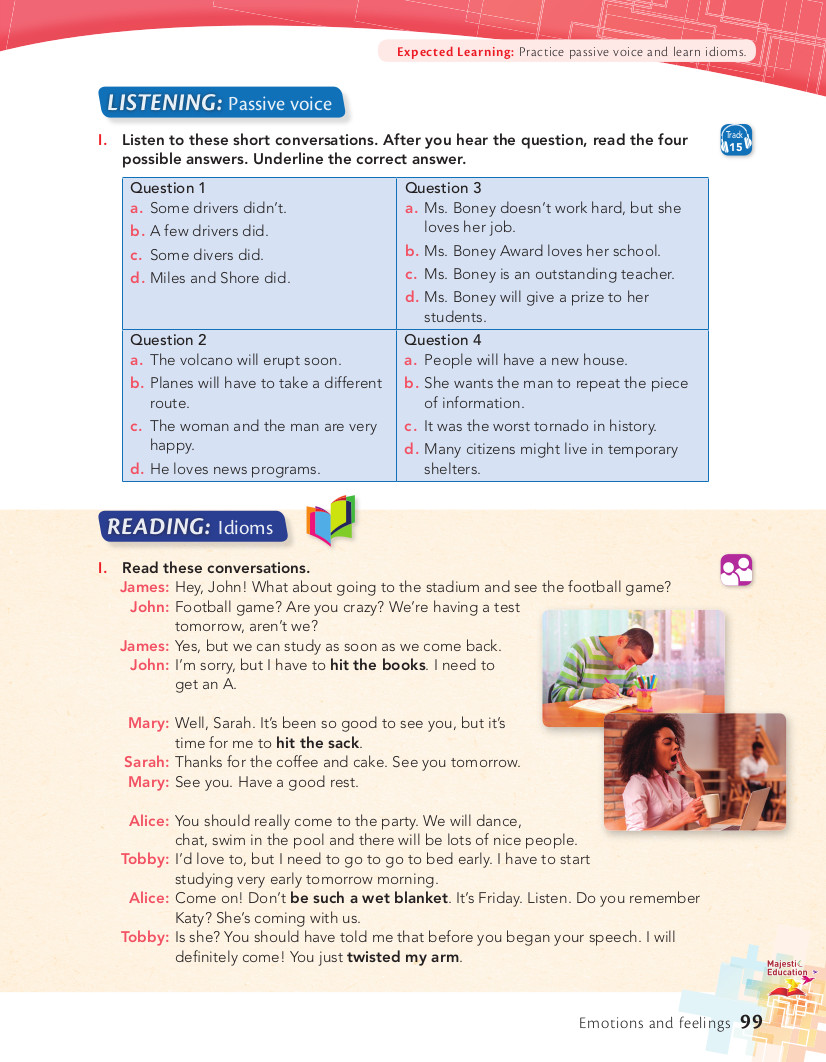 Expected Learning: Practice passive voice and learn idioms.
LISTENING: Passive voice
I. Listen to these short conversations. After you hear the question, read the four
possible answers. Underline the correct answer.
Track
15
Question 1
a. Some drivers didn't.
b. A few drivers did.
c. Some divers did.
d. Miles and Shore did.
Question 3
a. Ms. Boney doesn't work hard, but she
loves her job.
b. Ms. Boney Award loves her school.
c. Ms. Boney is an outstanding teacher.
d. Ms. Boney will give a prize to her
students.
Question 2
a. The volcano will erupt soon.
b. Planes will have to take a different
route.
c. The woman and the man are very
happy.
d. He loves news programs.
Question 4
a. People will have a new house.
b. She wants the man to repeat the piece
of information.
c. It was the worst tornado in history.
d. Many citizens might live in temporary
shelters.
READING: Idioms
I. Read these conversations.
James: Hey, John! What about going to the stadium and see the football game?
John: Football game? Are you crazy? We're having a test
tomorrow, aren't we?
James: Yes, but we can study as soon as we come back.
John: I'm sorry, but I have to hit the books. I need to
get an A.
Mary: Well, Sarah. It's been so good to see you, but it's
time for me to hit the sack.
Sarah: Thanks for the coffee and cake. See you tomorrow.
Mary: See you. Have a good rest.
Alice: You should really come to the party. We will dance,
chat, swim in the pool and there will be lots of nice people.
Tobby: I'd love to, but I need to go to go to bed early. I have to start
studying very early tomorrow morning.
Alice: Come on! Don't be such a wet blanket. It's Friday. Listen. Do you remember
Katy? She's coming with us.
Tobby: Is she? You should have told me that before you began your speech. I will
definitely come! You just twisted my arm.
Majestic
Education
Emotions and feelings 99